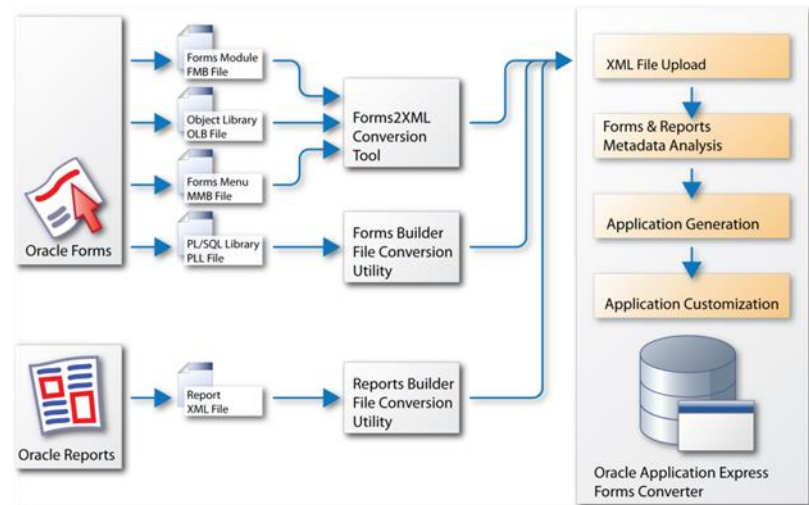 Forms Module
FMB File
Object Library
OLB File
Forms Menu
MMB File
PL/SQL Library
PLL File
Oracle Forms
Forms2XML
Conversion
Tool
Forms Builder
File Conversion
Utility
Report
XML File
Oracle Reports
Reports Builder
File Conversion
Utility
XML File Upload
Forms & Reports
Metadata Analysis
Application Generation
Application Customization
Oracle Application Express
Forms Converter